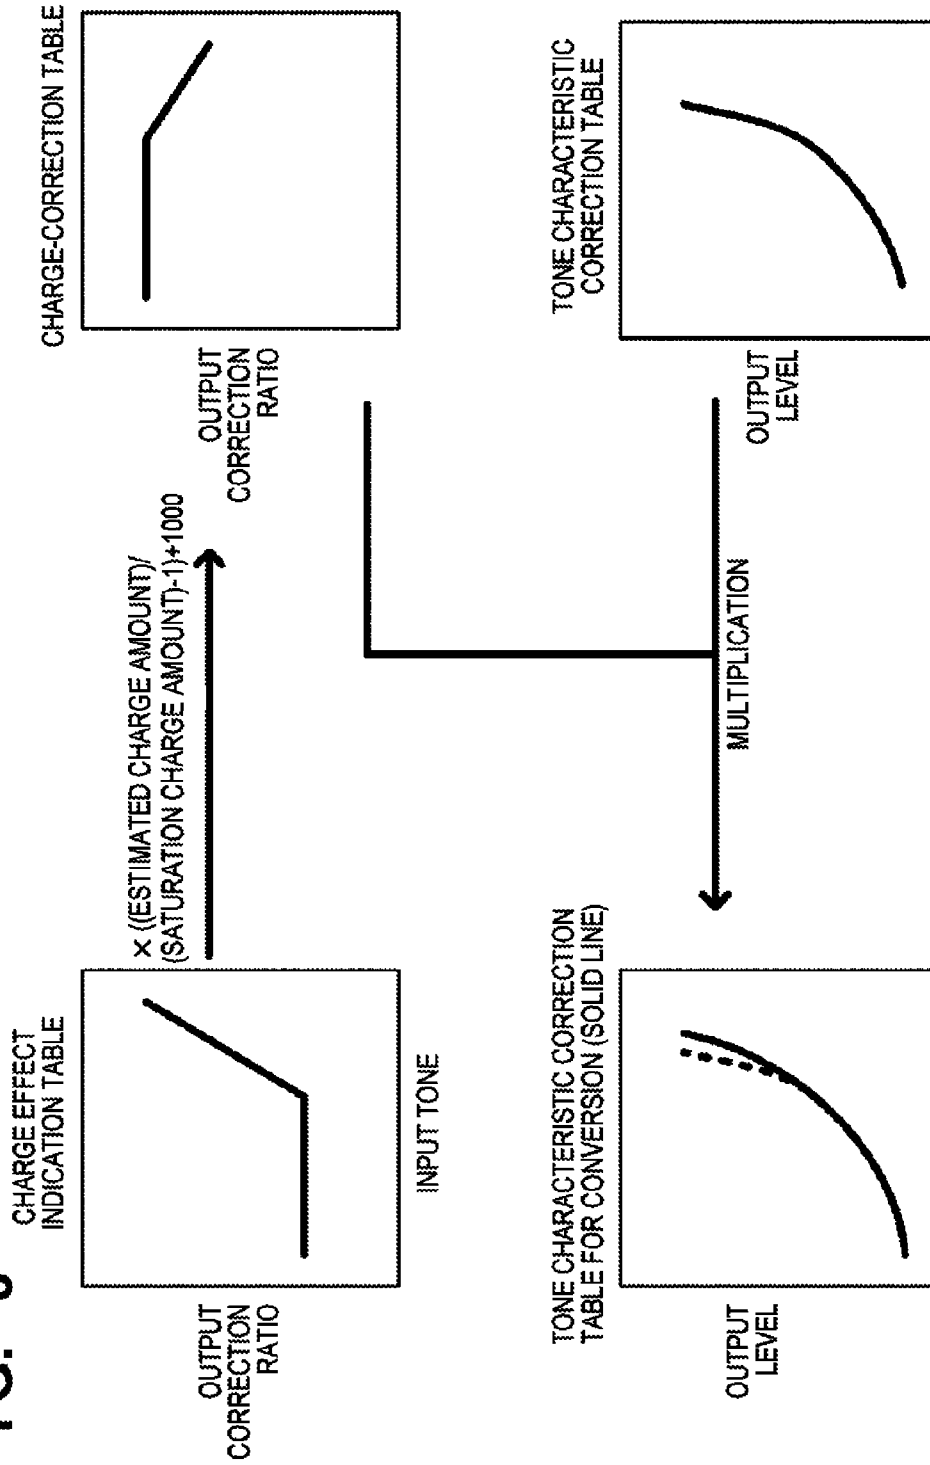 CHARGE EFFECT
INDICATION TABLE
OUTPUT
CORRECTION
RATIO
INPUT TONE
× ((ESTIMATED CHARGE AMOUNT)/
(SATURATION CHARGE AMOUNT)-1)+1000
CHARGE-CORRECTION TABLE
OUTPUT
CORRECTION
RATIO
TONE CHARACTERISTIC CORRECTION
TABLE FOR CONVERSION (SOLID LINE)
OUTPUT
LEVEL
MULTIPLICATION
TONE CHARACTERISTIC
CORRECTION TABLE
OUTPUT
LEVEL